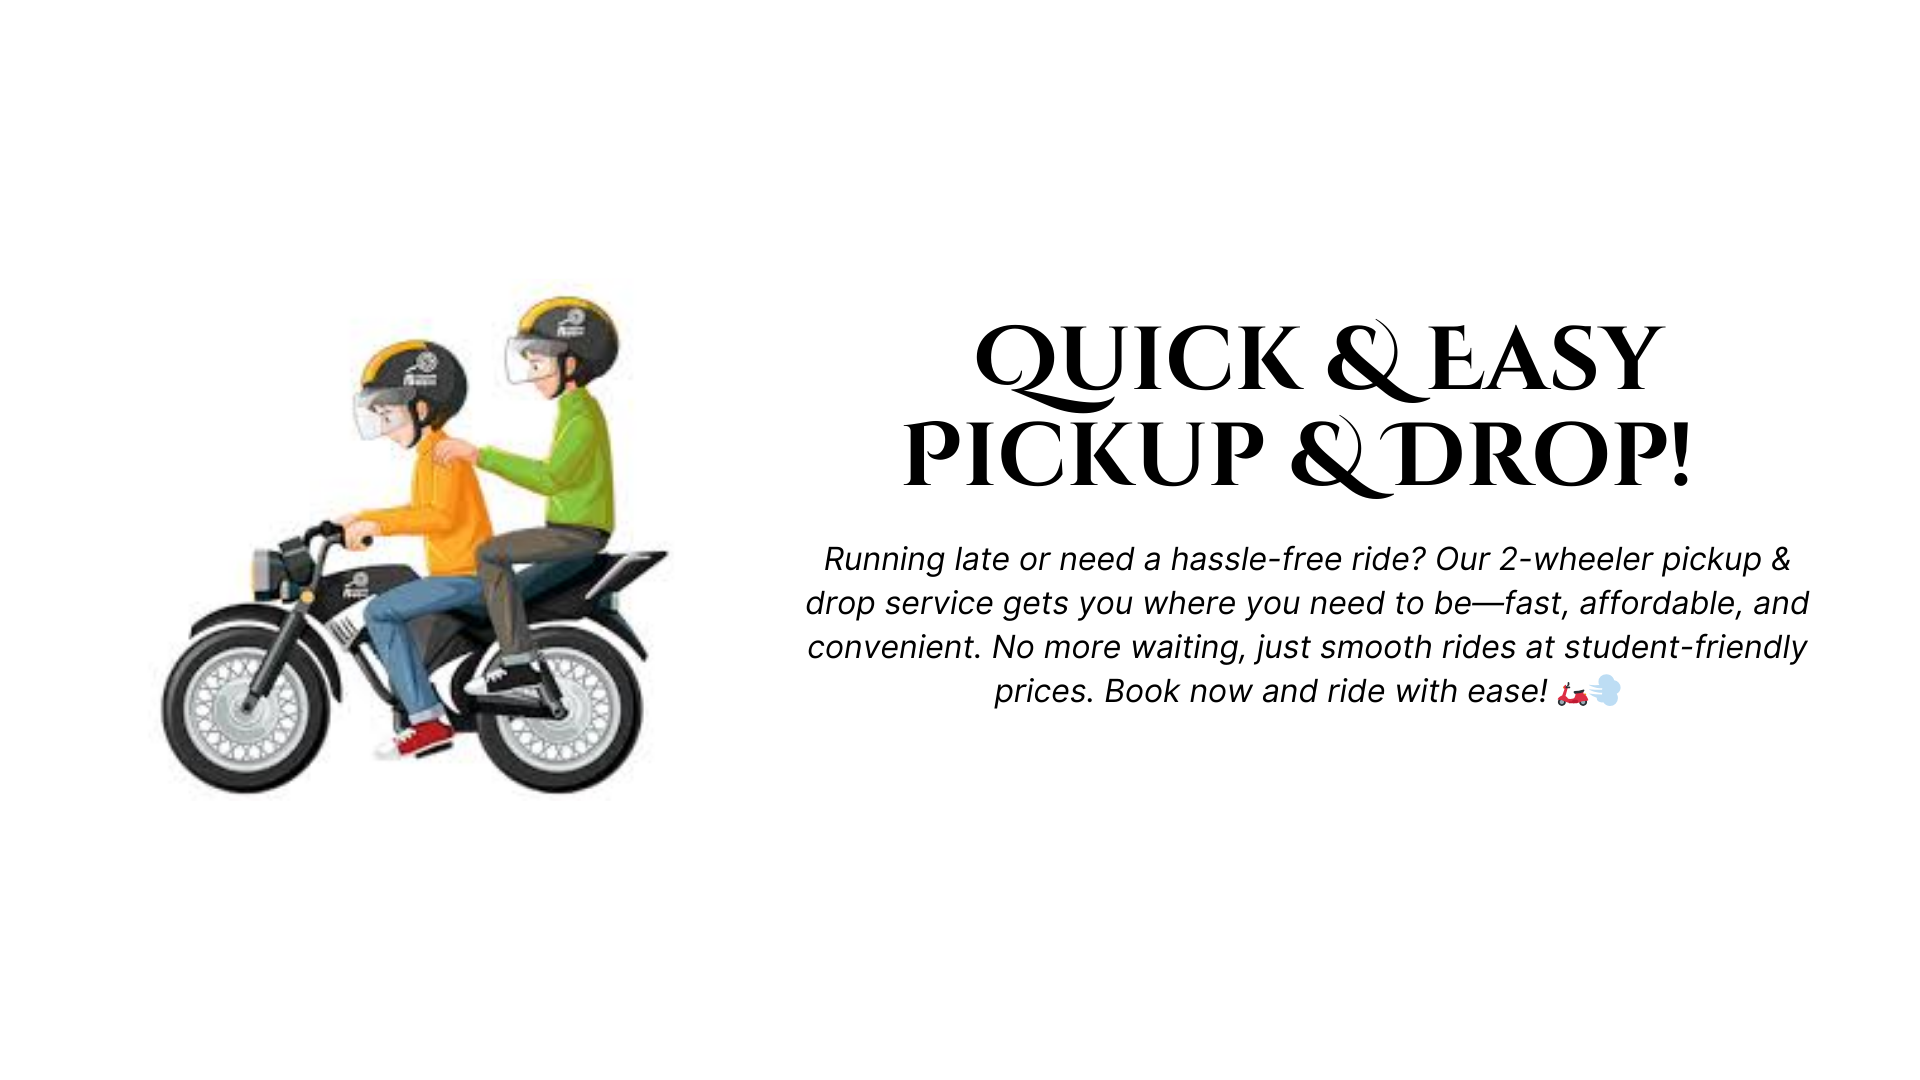 Quick & Easy
Pickup & Drop!
Running late or need a hassle-free ride? Our 2-wheeler pickup &
drop service gets you where you need to be—fast, affordable, and
convenient. No more waiting, just smooth rides at student-friendly
prices. Book now and ride with ease! 🛵💨